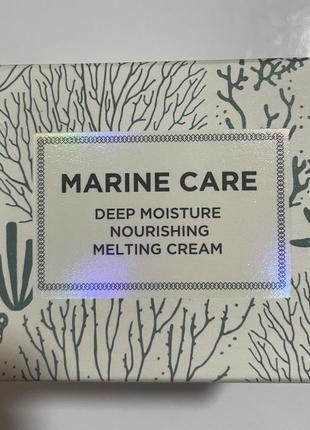 MARINE CARE
DEEP MOISTURE
NOURISHING
MELTING CREAM